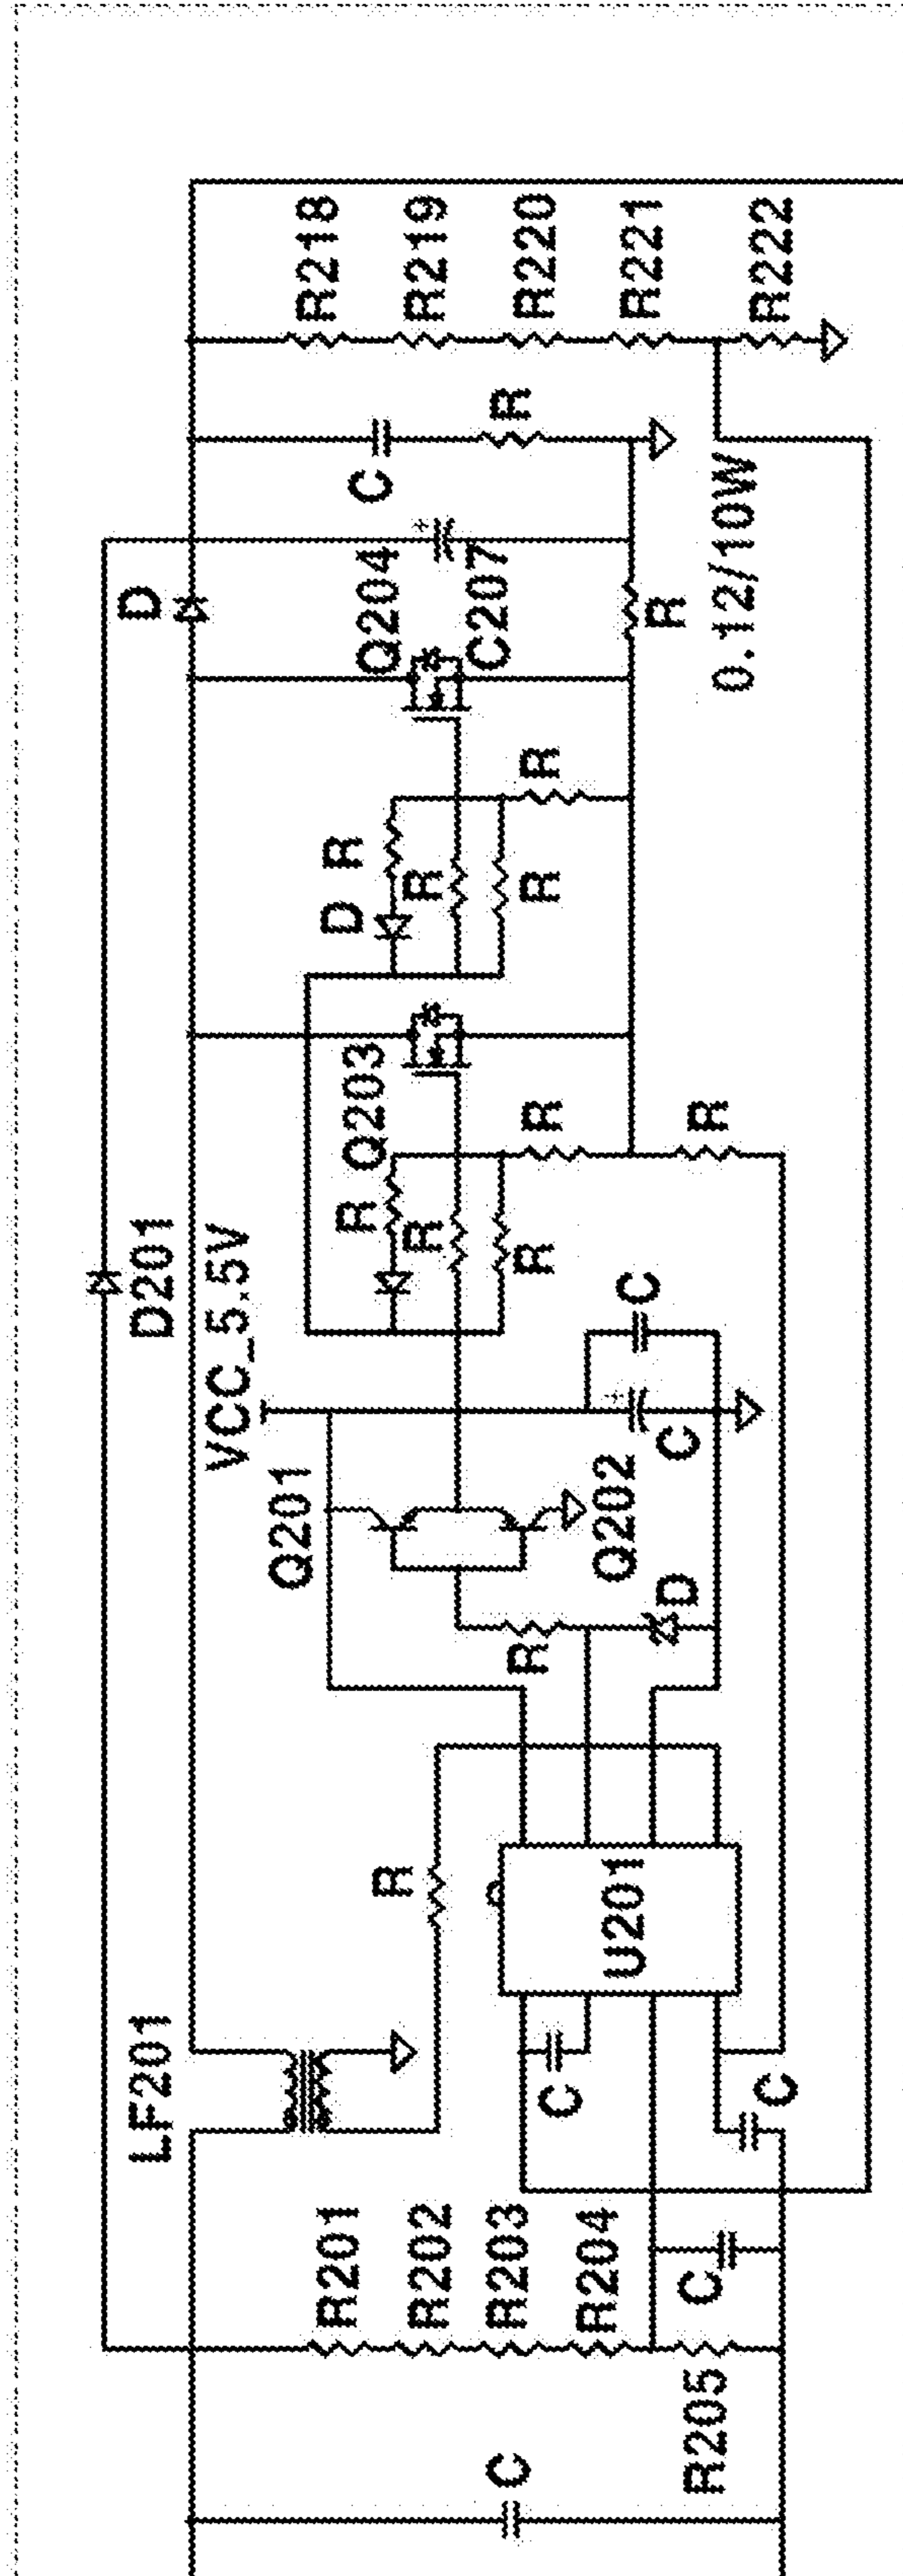 R218
R219
R220
R221
R222
R
C
D
Q204
C207
R
0.12/10W
R
D R
R
R
Q203
R
R
R
R
R
D201
VCC_5.5V
C
C
Q201
Q202
D
R
R
U201
LF201
C
C
R201
R202
R203
R204
C
R205
C